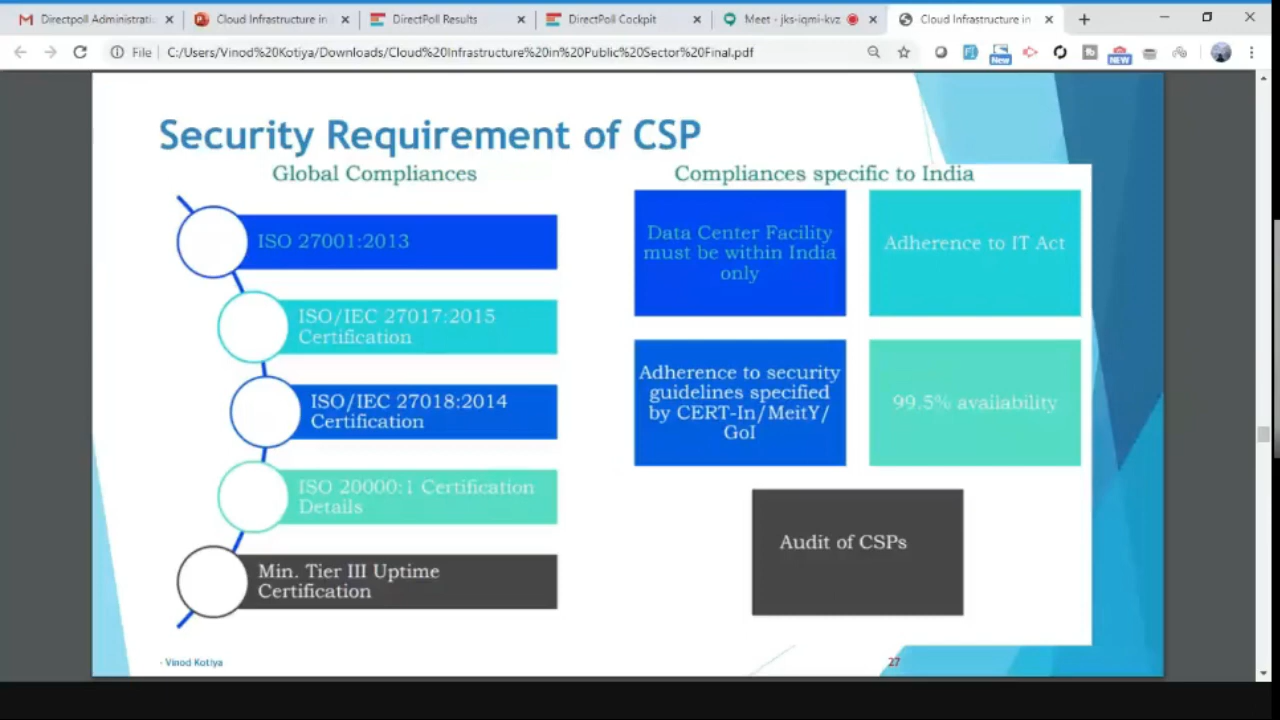 Directpoll Administrati
Cloud Infrastructure in
DirectPoll Results
DirectPoll Cockpit
Meet - jks-iqmi-kvz
Cloud Infrastructure in
File
C:/Users/Vinod%20Kotiya/Downloads/Cloud%20Infrastructure%20in%20Public%20Sector%20Final.pdf
New
NEW
Security Requirement of CSP
Global Compliances
ISO 27001:2013
ISO/IEC 27017:2015
Certification
ISO/IEC 27018:2014
Certification
ISO 20000:1 Certification
Details
Min. Tier III Uptime
Certification
Compliances specific to India
Data Center Facility
must be within India
only
Adherence to IT Act
Adherence to security
guidelines specified
by CERT-In/MeitY/
GoI
99.5% availability
Audit of CSPs
- Vinod Kotiya
27